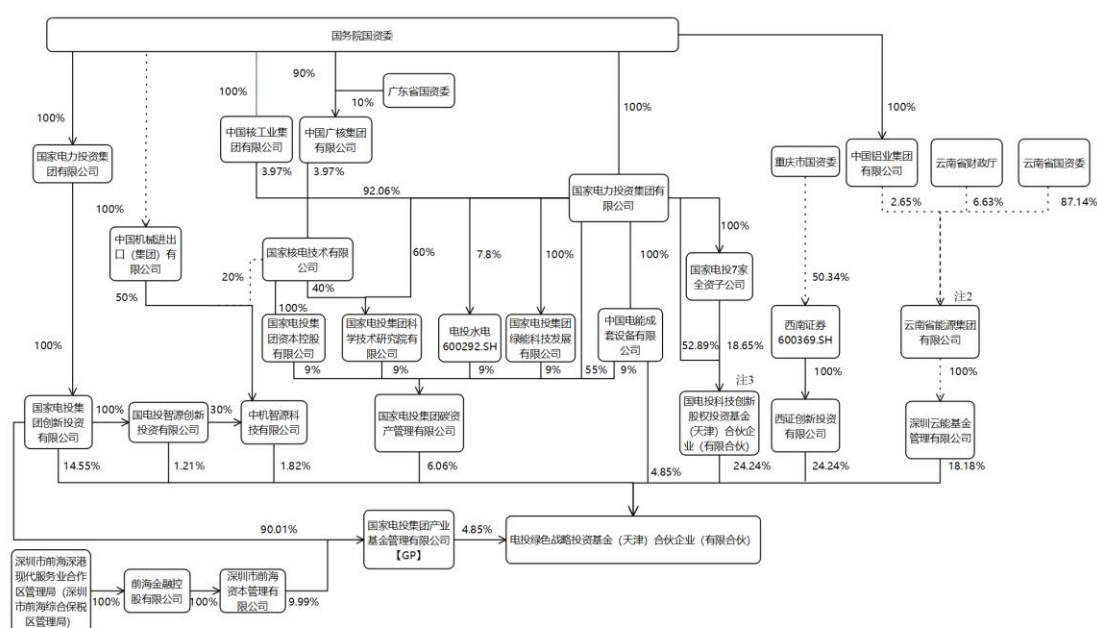 国务院国资委
90%
广东省国资委
100%
10%
100%
100%
100%
中国核工业集
团有限公司
中国广核集团
有限公司
国家电力投资集
团有限公司
重庆市国资委
中国铝业集团
有限公司
云南省财政厅
云南省国资委
3.97%
3.97%
92.06%
国家电力投资集团有
限公司
2.65%
6.63%
87.14%
100%
中国机械进出
口（集团）有
限公司
国家核电技术有限公
司
60%
7.8%
100%
100%
100%
国家电投7家
全资子公司
20%
50%
40%
50.34%
100%
注2
国家电投集
团资本控股
有限公司
国家电投集团科
学技术研究院有
限公司
电投水电
600292.SH
国家电投集团
绿能科技发展
有限公司
中国电能成
套设备有限
公司
西南证券
600369.SH
云南省能源集团
有限公司
100%
52.89%
18.65%
9%
9%
9%
9%
55%
9%
100%
100%
注3
国家电投集
团创新投资
有限公司
100%
国电投智源创新
投资有限公司
30%
中机智源科
技有限公司
国家电投集团碳资
产管理有限公司
国电投科技创新
股权投资基金
（天津）合伙企
业（有限合伙）
西证创新投资
有限公司
深圳云能基金
管理有限公司
14.55%
1.21%
1.82%
6.06%
4.85%
24.24%
24.24%
18.18%
90.01%
国家电投集团产业
基金管理有限公司
【GP】
4.85%
电投绿色战略投资基金（天津）合伙企业（有限合伙）
深圳市前海深港
现代服务业合作
区管理局（深圳
市前海综合保税
区管理局）
100%
前海金融控
股有限公司
100%
深圳市前海
资本管理有
限公司
9.99%